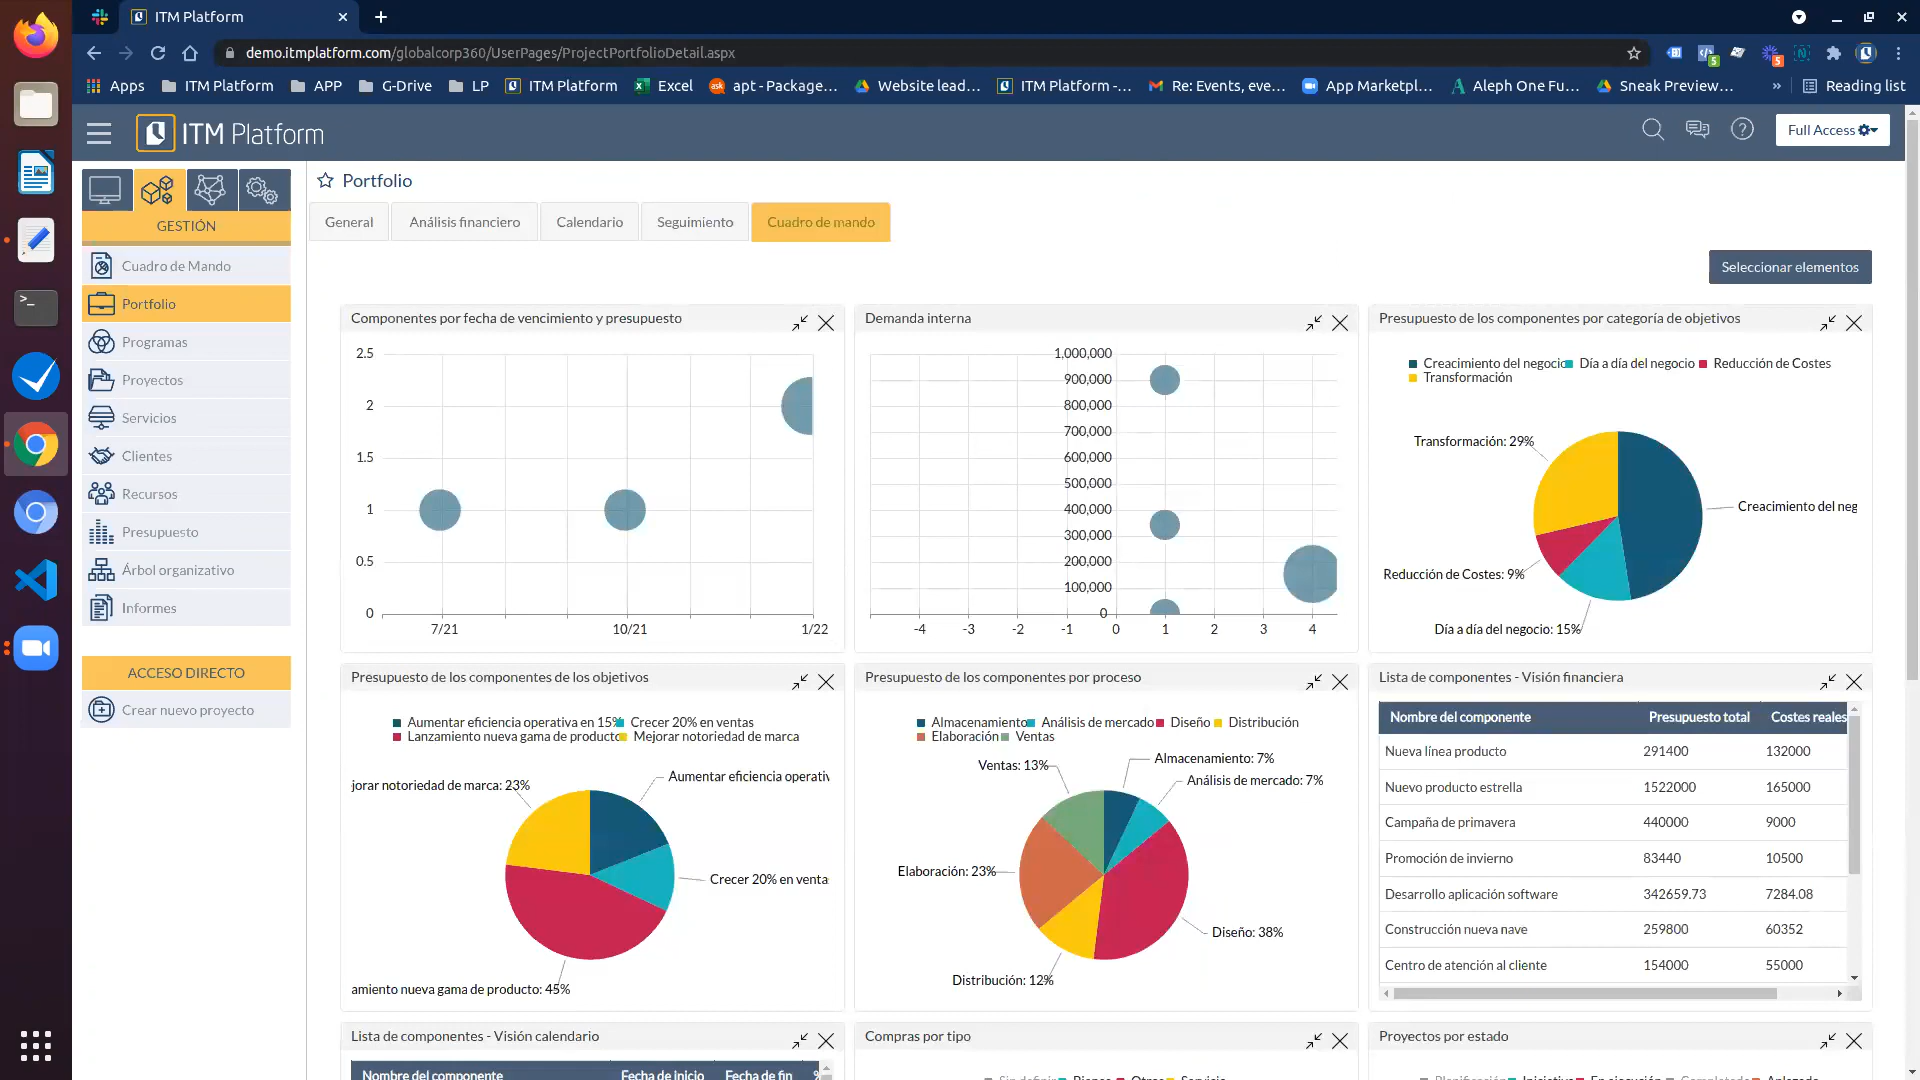 ITM Platform
demo.itmplatform.com/globalcorp360/UserPages/ProjectPortfolioDetail.aspx
5
5
Apps
ITM Platform
APP
G-Drive
LP
ITM Platform
Excel
apt - Package...
Website lead...
ITM Platform -...
Re: Events, eve...
App Marketpl...
Aleph One Fu...
Sneak Preview...
»
Reading list
ITM Platform
Full Access
GESTIÓN
Cuadro de Mando
Portfolio
Programas
Proyectos
Servicios
Clientes
Recursos
Presupuesto
Árbol organizativo
Informes
ACCESO DIRECTO
Crear nuevo proyecto
Portfolio
General
Análisis financiero
Calendario
Seguimiento
Cuadro de mando
Seleccionar elementos
Componentes por fecha de vencimiento y presupuesto
2.5
2
1.5
1
0.5
0
7/21
10/21
1/22
Demanda interna
1,000,000
900,000
800,000
700,000
600,000
500,000
400,000
300,000
200,000
100,000
0
-4
-3
-2
-1
0
1
2
3
4
Presupuesto de los componentes por categoría de objetivos
Creacimiento del negocio
Día a día del negocio
Reducción de Costes
Transformación
Transformación: 29%
Creacimiento del neg
Reducción de Costes: 9%
Día a día del negocio: 15%
Presupuesto de los componentes de los objetivos
Aumentar eficiencia operativa en 15%
Crecer 20% en ventas
Lanzamiento nueva gama de producto
Mejorar notoriedad de marca
jorar notoriedad de marca: 23%
Aumentar eficiencia operativ
Crecer 20% en venta
amiento nueva gama de producto: 45%
Presupuesto de los componentes por proceso
Almacenamiento
Análisis de mercado
Diseño
Distribución
Elaboración
Ventas
Ventas: 13%
Almacenamiento: 7%
Análisis de mercado: 7%
Elaboración: 23%
Diseño: 38%
Distribución: 12%
Lista de componentes - Visión financiera
Nombre del componente Presupuesto total Costes reales
Nueva línea producto 291400 132000
Nuevo producto estrella 1522000 165000
Campaña de primavera 440000 9000
Promoción de invierno 83440 10500
Desarrollo aplicación software 342659.73 7284.08
Construcción nueva nave 259800 60352
Centro de atención al cliente 154000 55000
Lista de componentes - Visión calendario
Nombre del componente Fecha de inicio Fecha de fin
Compras por tipo
Sin definir Bienes Otros Servicio
Proyectos por estado